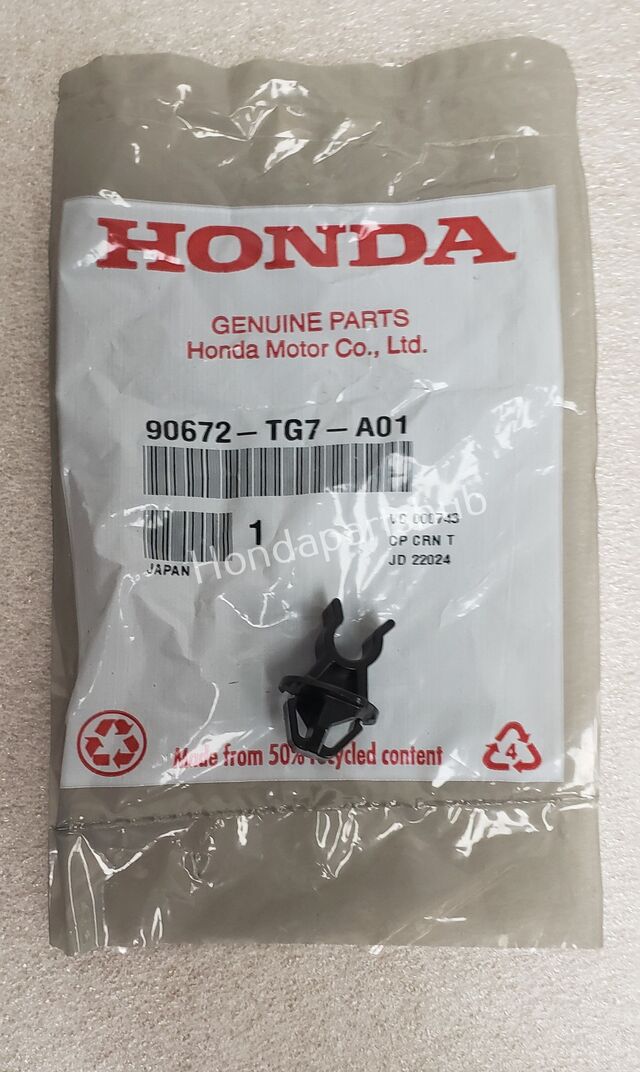 HONDA
GENUINE PARTS
Honda Motor Co., Ltd.
90672-TG7-A01
1
000743
CP CRN T
JAPAN
JD 22024
Made from 50% recycled content
4